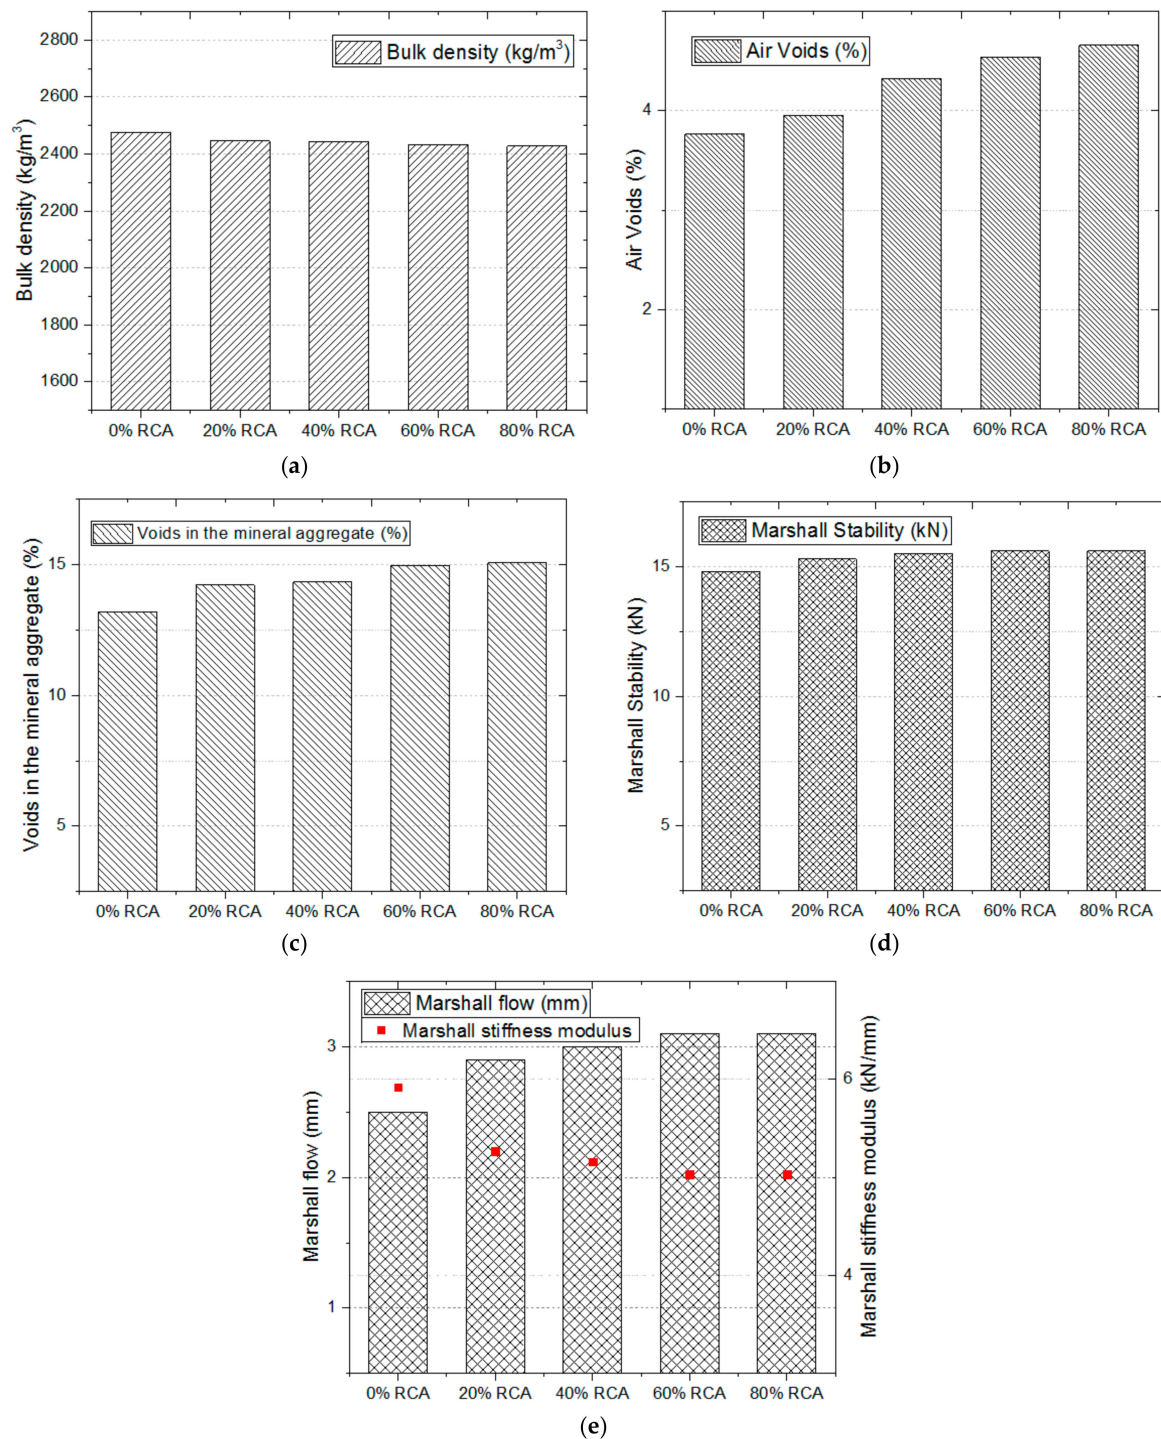 Bulk density (kg/m³)
2800
2600
2400
2200
2000
1800
1600
Bulk density (kg/m³)
0% RCA 20% RCA 40% RCA 60% RCA 80% RCA
(a)
Air Voids (%)
4
2
Air Voids (%)
0% RCA 20% RCA 40% RCA 60% RCA 80% RCA
(b)
Voids in the mineral aggregate (%)
15
10
5
Voids in the mineral aggregate (%)
0% RCA 20% RCA 40% RCA 60% RCA 80% RCA
(c)
Marshall Stability (kN)
15
10
5
Marshall Stability (kN)
0% RCA 20% RCA 40% RCA 60% RCA 80% RCA
(d)
Marshall flow (mm)
Marshall stiffness modulus
3
2
1
Marshall flow (mm)
6
4
Marshall stiffness modulus (kN/mm)
0% RCA 20% RCA 40% RCA 60% RCA 80% RCA
(e)